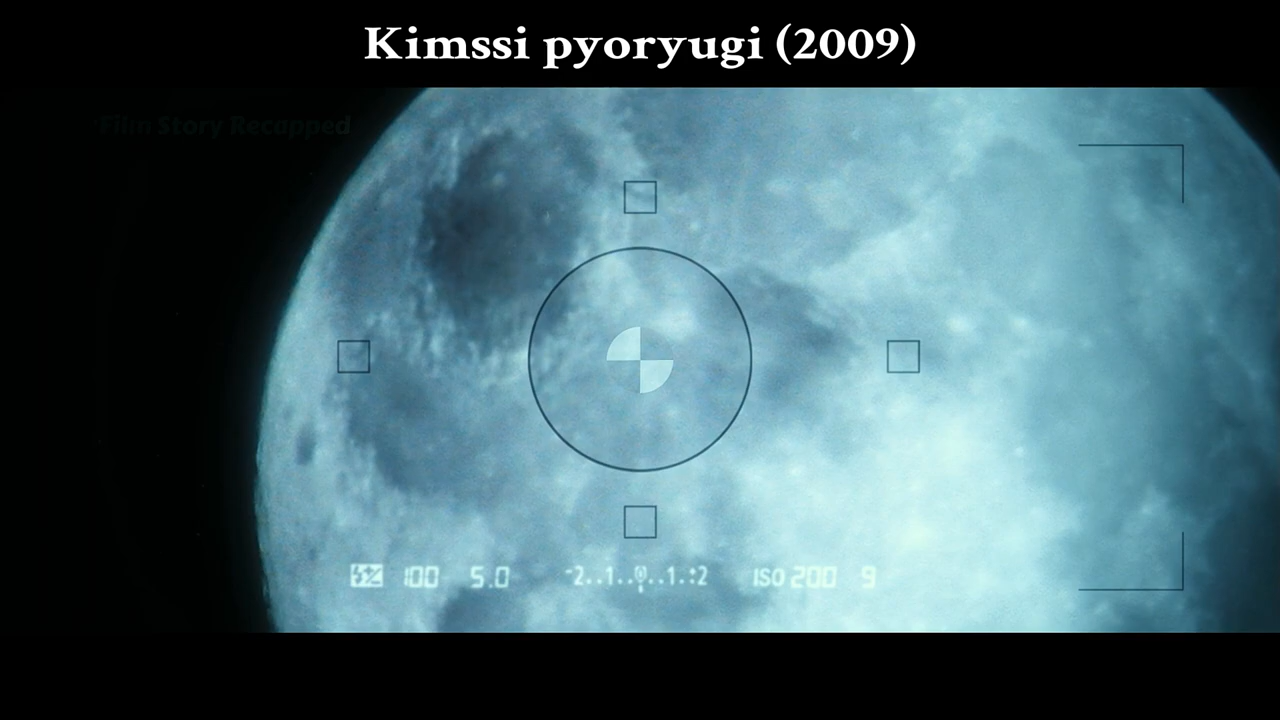 Kimssi pyoryugi (2009)
Film Story Recapped
100 5.0 -2..1..0..1.:2 ISO 200 9